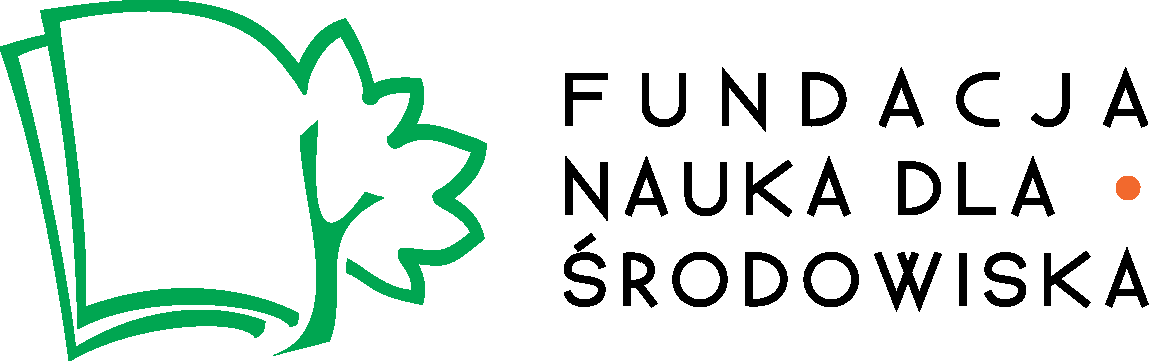 FUNDACJA
NAUKA DLA
ŚRODOWISKA